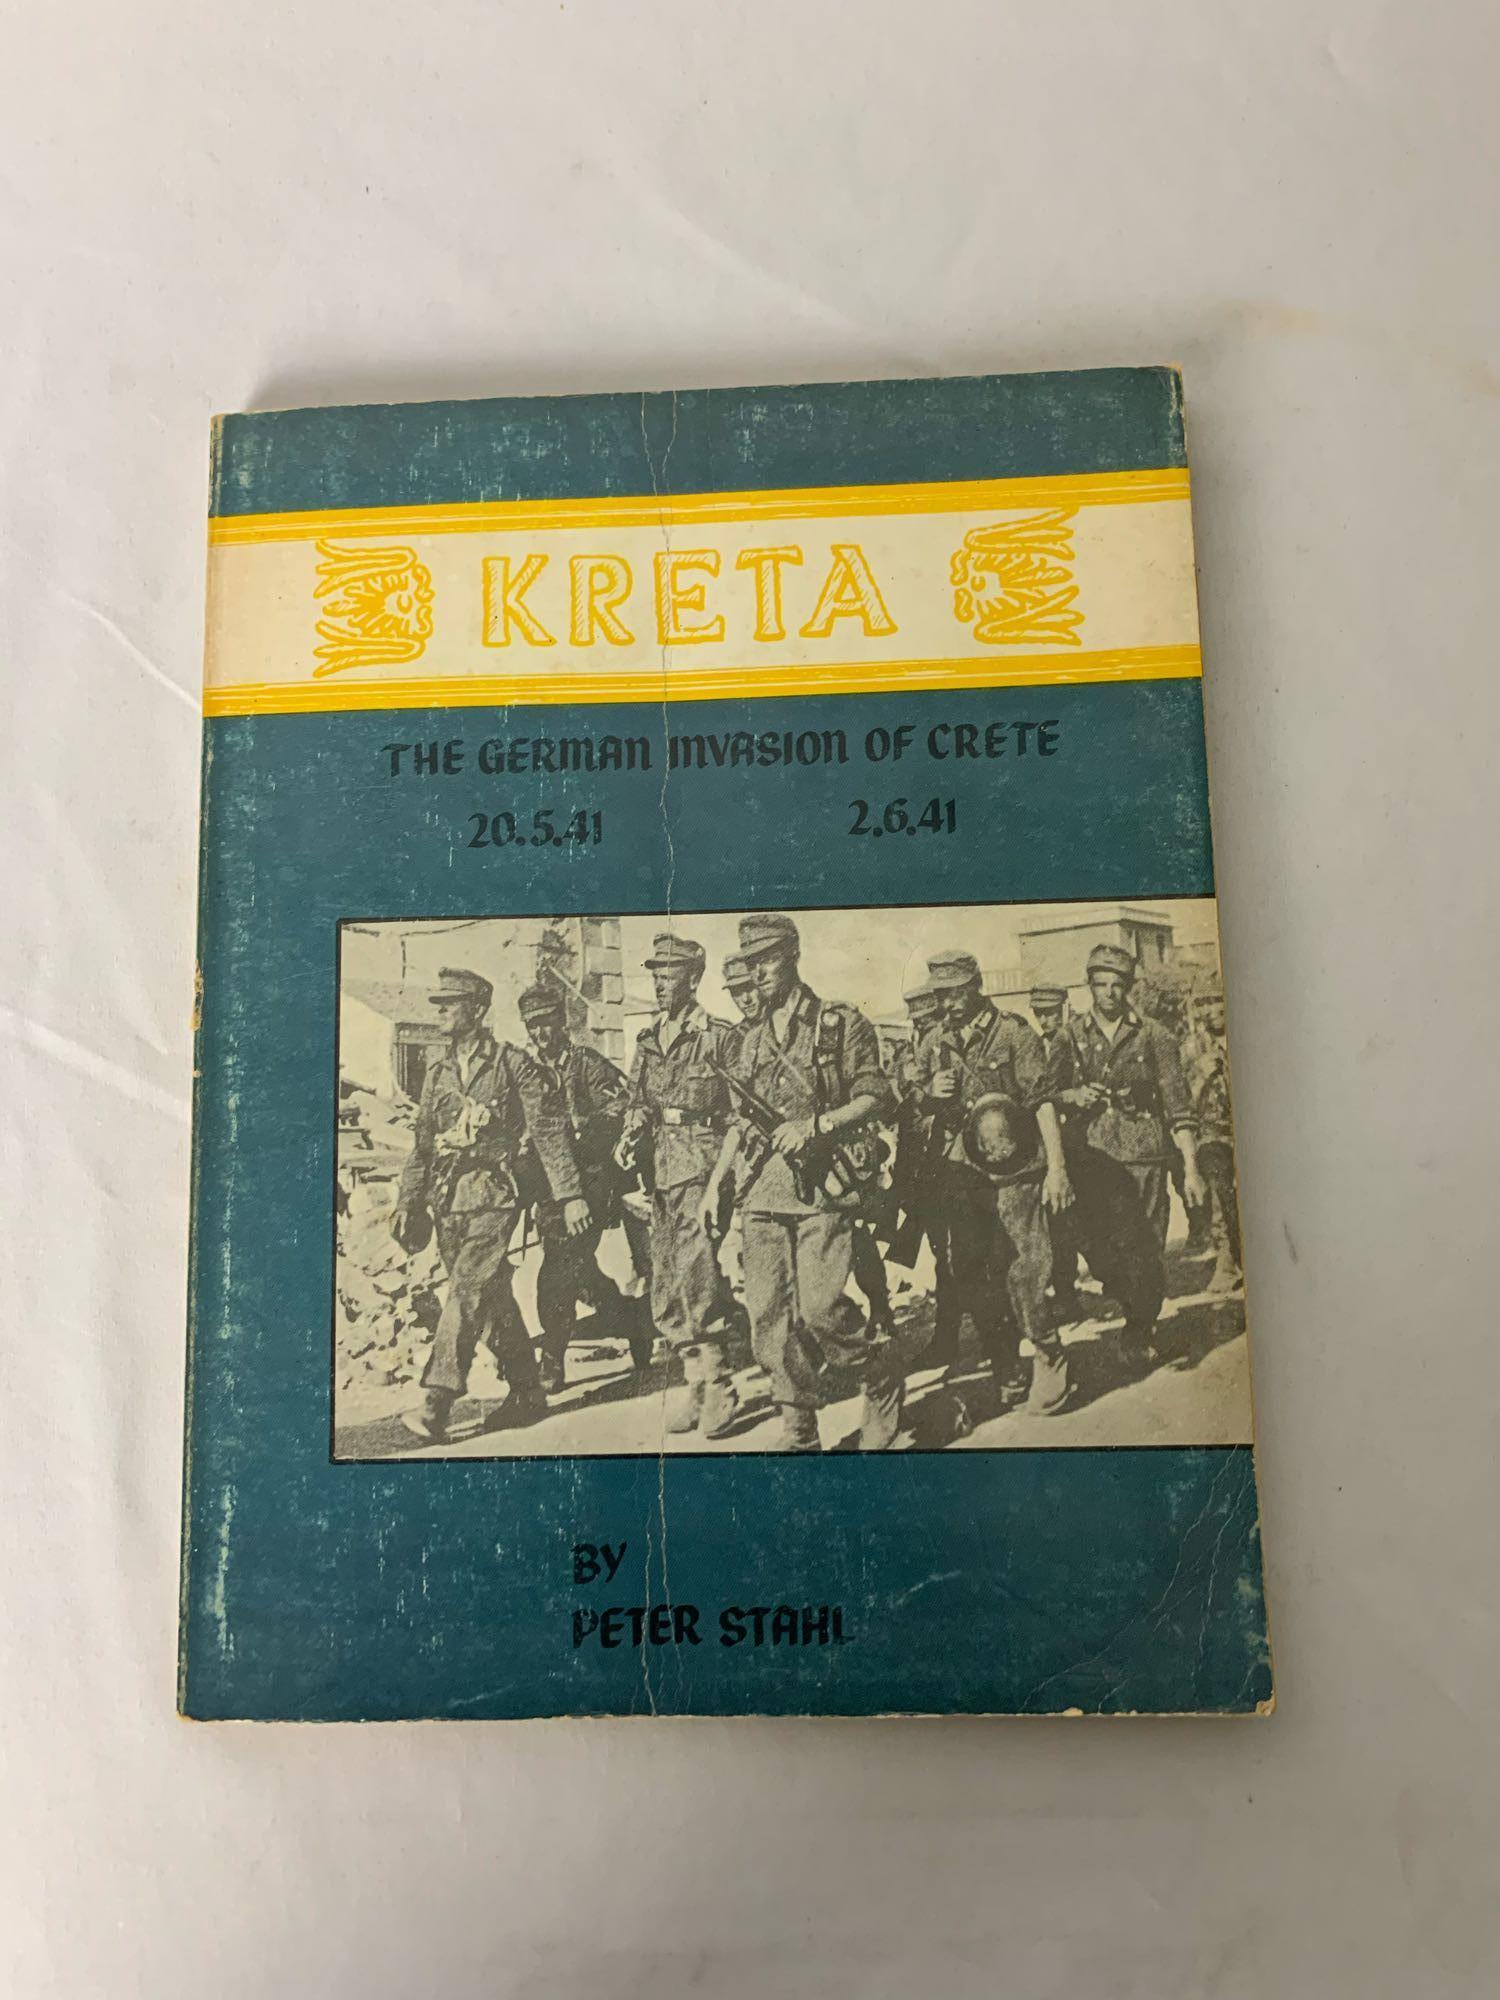 KRETA
THE GERMAN INVASION OF CRETE
20.5.41 2.6.41
BY
PETER STAHL